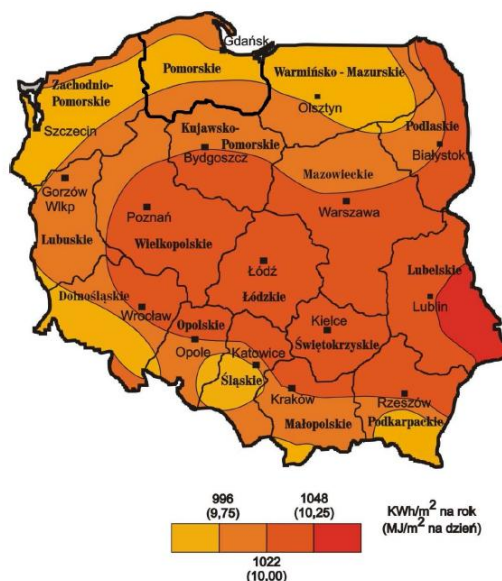 Gdańsk
Pomorskie
Warmińsko - Mazurskie
Zachodnio-
Pomorskie
Olsztyn
Szczecin
Kujawsko-
Pomorskie
Podlaskie
Bydgoszcz
Białystok
Mazowieckie
Gorzów
Wlkp
Poznań
Warszawa
Lubuskie
Wielkopolskie
Łódź
Łódzkie
Lubelskie
Lublin
Dolnośląskie
Wrocław
Opolskie
Kielce
Świętokrzyskie
Opole
Katowice
Śląskie
Kraków
Rzeszów
Małopolskie
Podkarpackie
996
(9,75)
1048
(10,25)
KWh/m² na rok
(MJ/m² na dzień)
1022
(10,00)